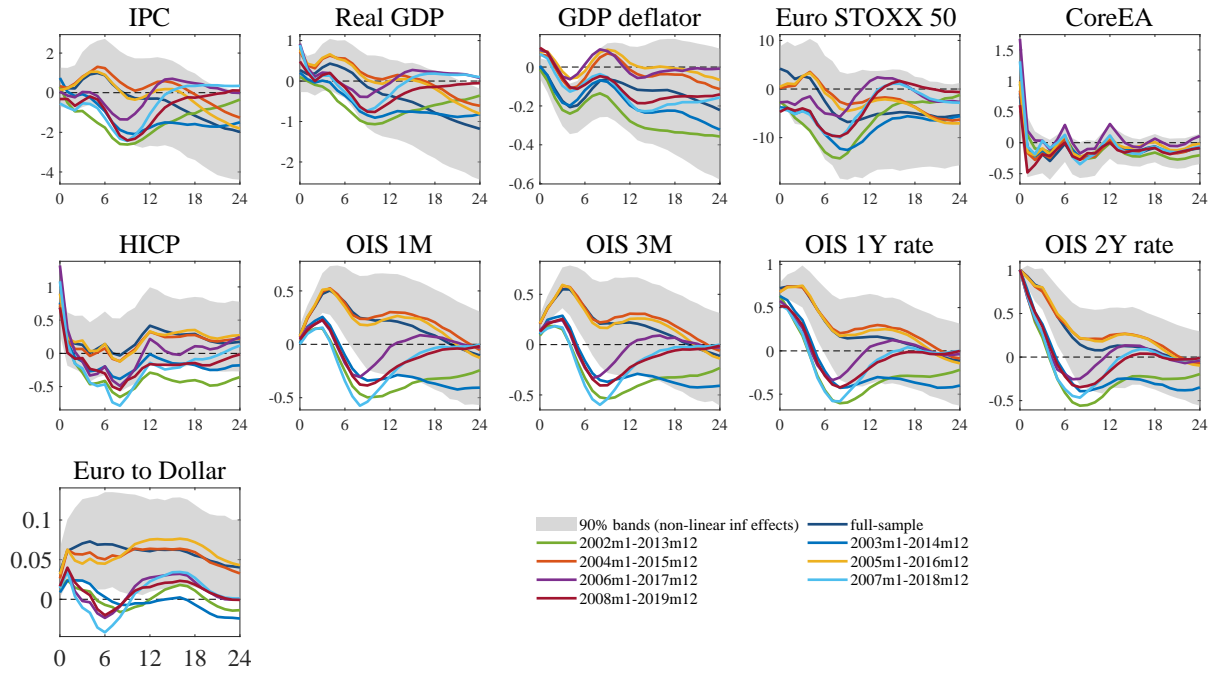 IPC Real GDP GDP deflator Euro STOXX 50 CoreEA
2
0
-2
-4
0 6 12 18 24
1
0
-1
-2
0 6 12 18 24
0
-0.2
-0.4
-0.6
0 6 12 18 24
10
0
-10
0 6 12 18 24
1.5
1
0.5
0
-0.5
0 6 12 18 24
HICP OIS 1M OIS 3M OIS 1Y rate OIS 2Y rate
1
0.5
0
-0.5
0 6 12 18 24
0.5
0
-0.5
0 6 12 18 24
0.5
0
-0.5
0 6 12 18 24
1
0.5
0
-0.5
0 6 12 18 24
1
0.5
0
-0.5
0 6 12 18 24
Euro to Dollar
0.1
0.05
0
0 6 12 18 24
90% bands (non-linear inf effects) full-sample
2002m1-2013m12 2003m1-2014m12
2004m1-2015m12 2005m1-2016m12
2006m1-2017m12 2007m1-2018m12
2008m1-2019m12